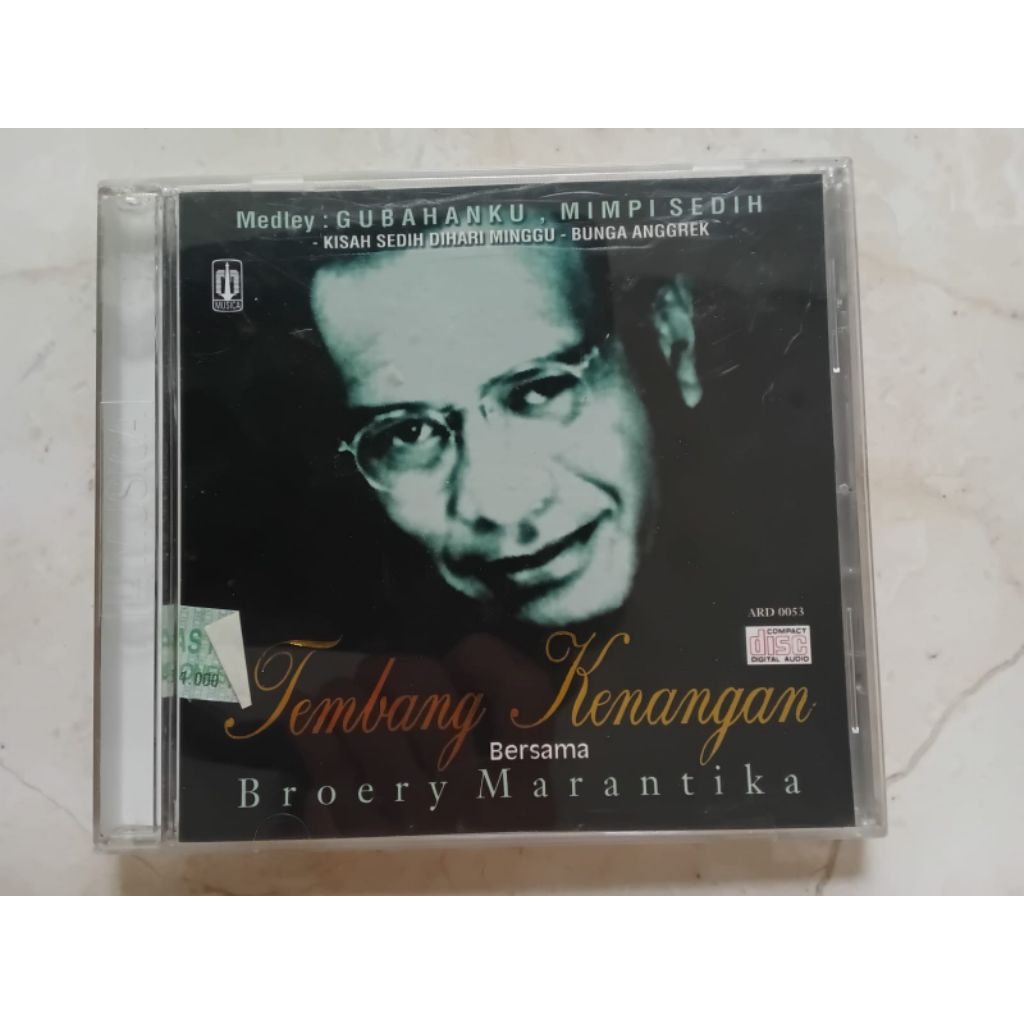 Medley : GUBAHANKU , MIMPI SEDIH
- KISAH SEDIH DIHARI MINGGU - BUNGA ANGGREK
MUSICA
ARD 0053
COMPACT
disc
DIGITAL AUDIO
Tembang Kenangan
Bersama
Broery Marantika